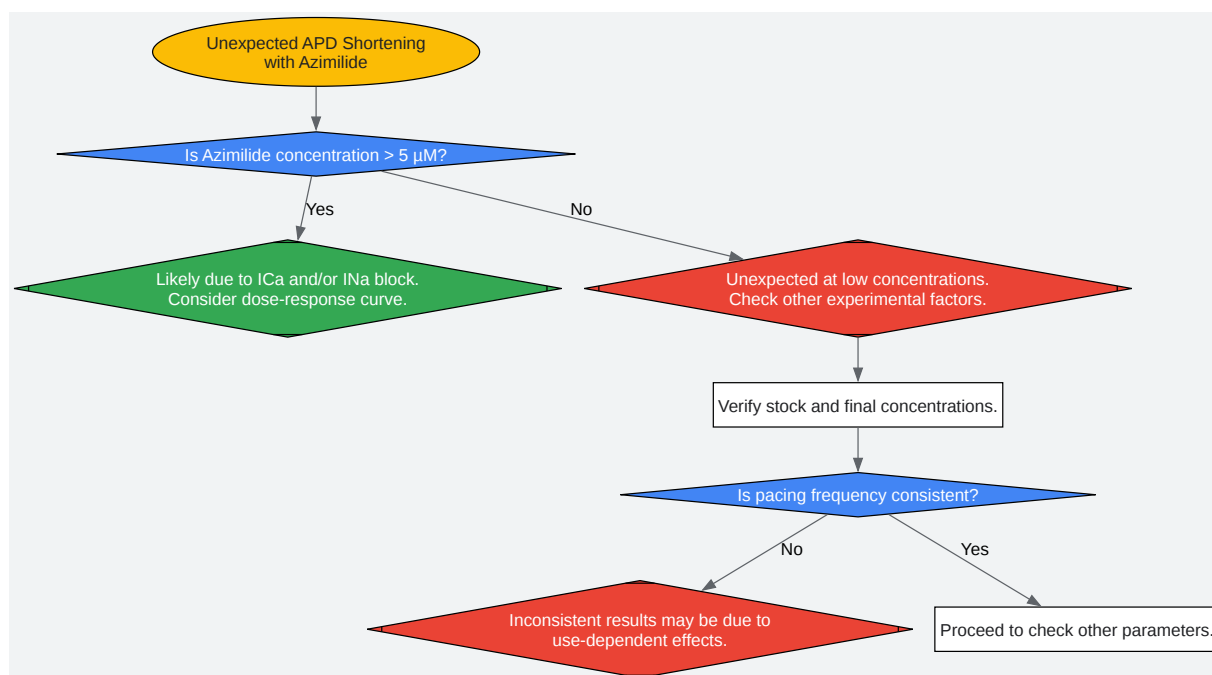 Unexpected APD Shortening
with Azimilide
Is Azimilide concentration > 5 µM?
Yes
No
Likely due to ICa and/or INa block.
Consider dose-response curve.
Unexpected at low concentrations.
Check other experimental factors.
Verify stock and final concentrations.
Is pacing frequency consistent?
No
Yes
Inconsistent results may be due to
use-dependent effects.
Proceed to check other parameters.